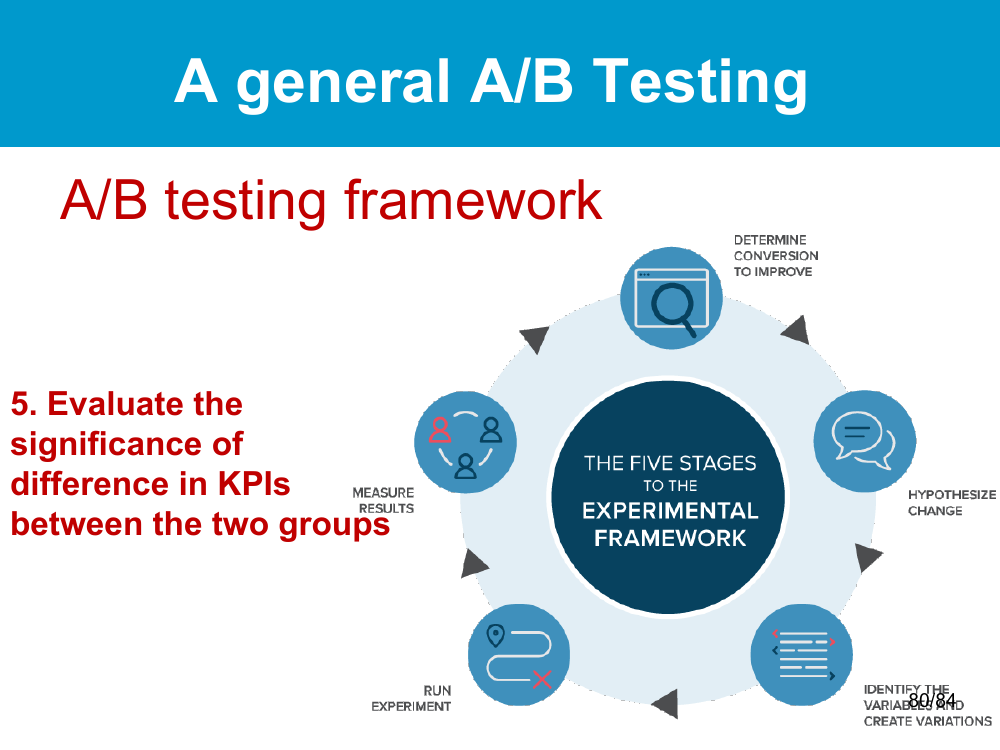 A general A/B Testing
A/B testing framework
DETERMINE
CONVERSION
TO IMPROVE
5. Evaluate the
significance of
difference in KPIs
between the two groups
THE FIVE STAGES
TO THE
EXPERIMENTAL
FRAMEWORK
MEASURE
RESULTS
HYPOTHESIZE
CHANGE
RUN
EXPERIMENT
IDENTIFY THE
VARIABLES AND
CREATE VARIATIONS
80/84